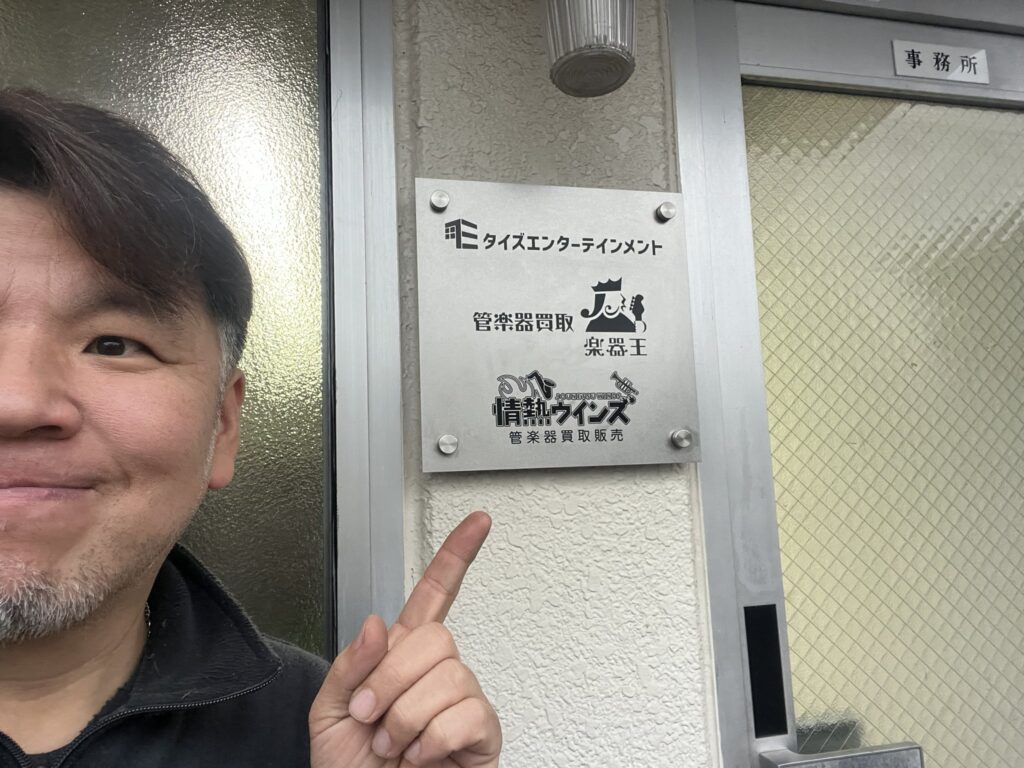 事務所
タイズエンターテインメント
管楽器買取
楽器王
情熱ウインズ
管楽器買取販売